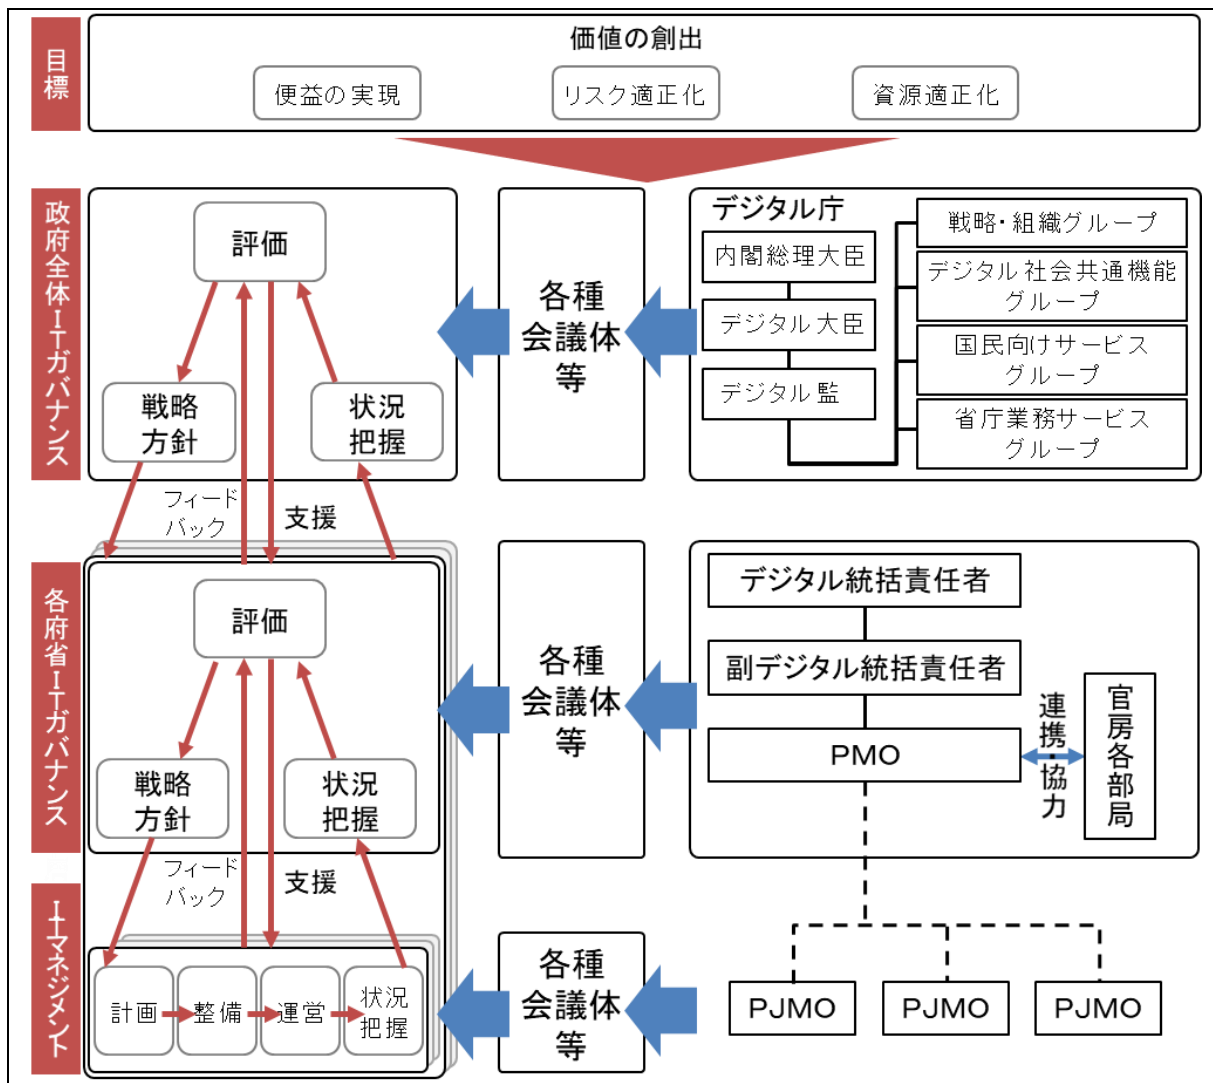 目標
価値の創出
便益の実現
リスク適正化
資源適正化
政府全体ITガバナンス
評価
戦略
方針
状況
把握
フィード
バック
支援
各種
会議体
等
デジタル庁
内閣総理大臣
デジタル大臣
デジタル監
戦略・組織グループ
デジタル社会共通機能
グループ
国民向けサービス
グループ
省庁業務サービス
グループ
各府省ITガバナンス
評価
戦略
方針
状況
把握
フィード
バック
支援
各種
会議体
等
デジタル統括責任者
副デジタル統括責任者
PMO
連携・協力
官房各部局
ITマネジメント
計画
整備
運営
状況
把握
各種
会議体
等
PJMO
PJMO
PJMO